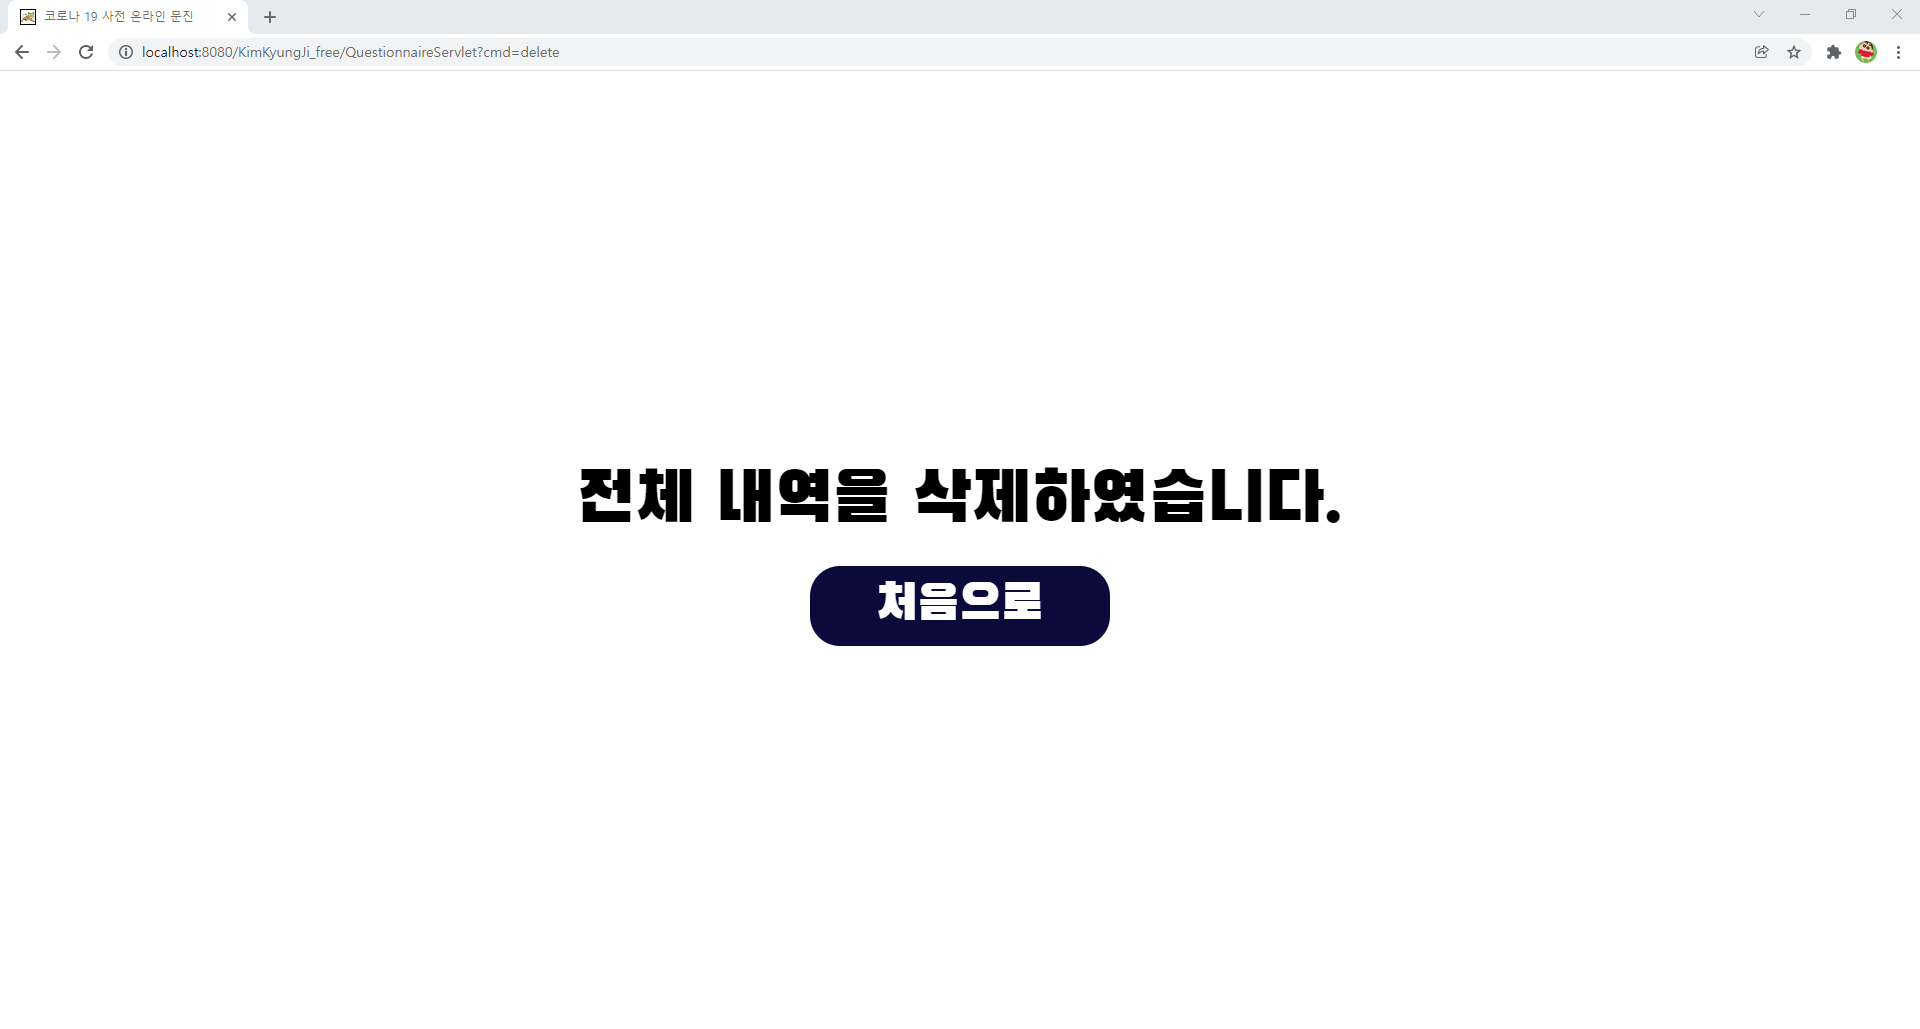 코로나 19 사전 온라인 문진
localhost:8080/KimKyungJi_free/QuestionnaireServlet?cmd=delete
전체 내역을 삭제하였습니다.
처음으로